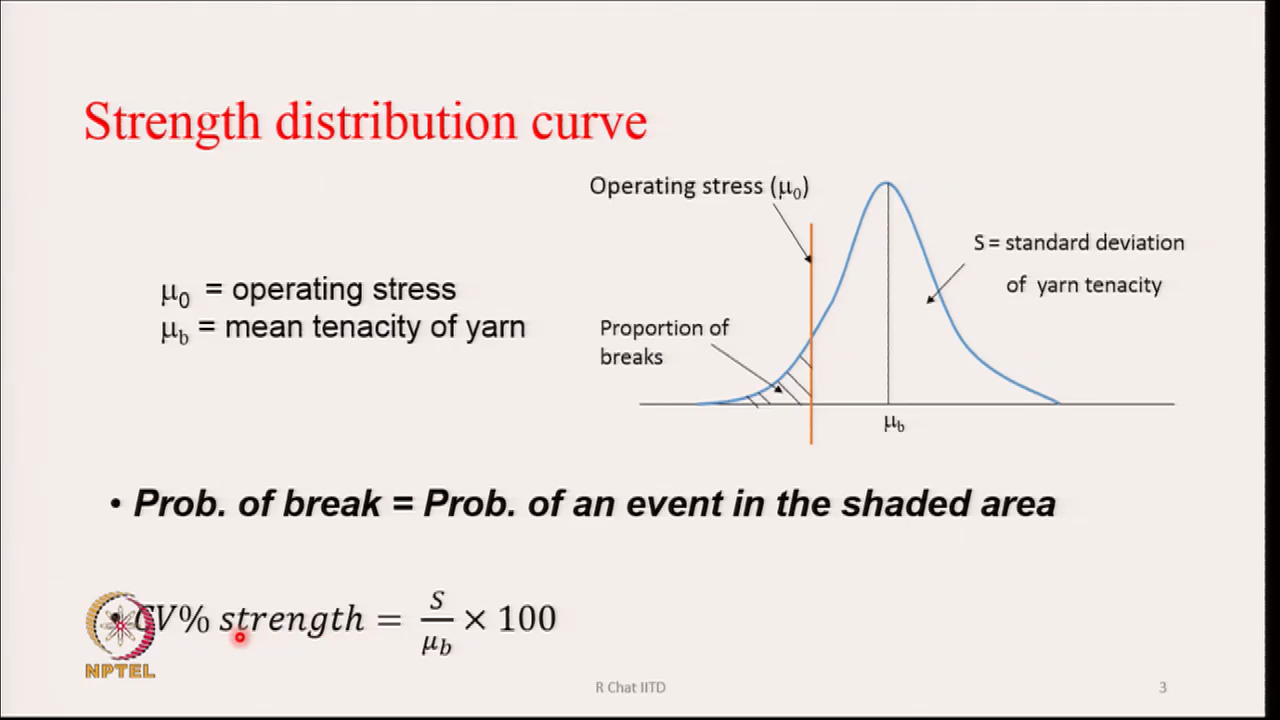 Strength distribution curve
Operating stress (μ₀)
S = standard deviation
of yarn tenacity
μ₀ = operating stress
μb = mean tenacity of yarn
Proportion of
breaks
μb
• Prob. of break = Prob. of an event in the shaded area
CV% strength = S/μb × 100
NPTEL
R Chat IITD
3